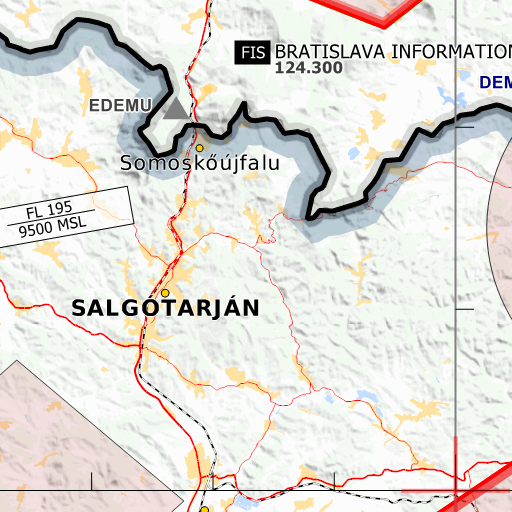 FIS BRATISLAVA INFORMATION
124.300
DEM
EDEMU
Somoskőújfalu
FL 195
9500 MSL
SALGÓTARJÁN